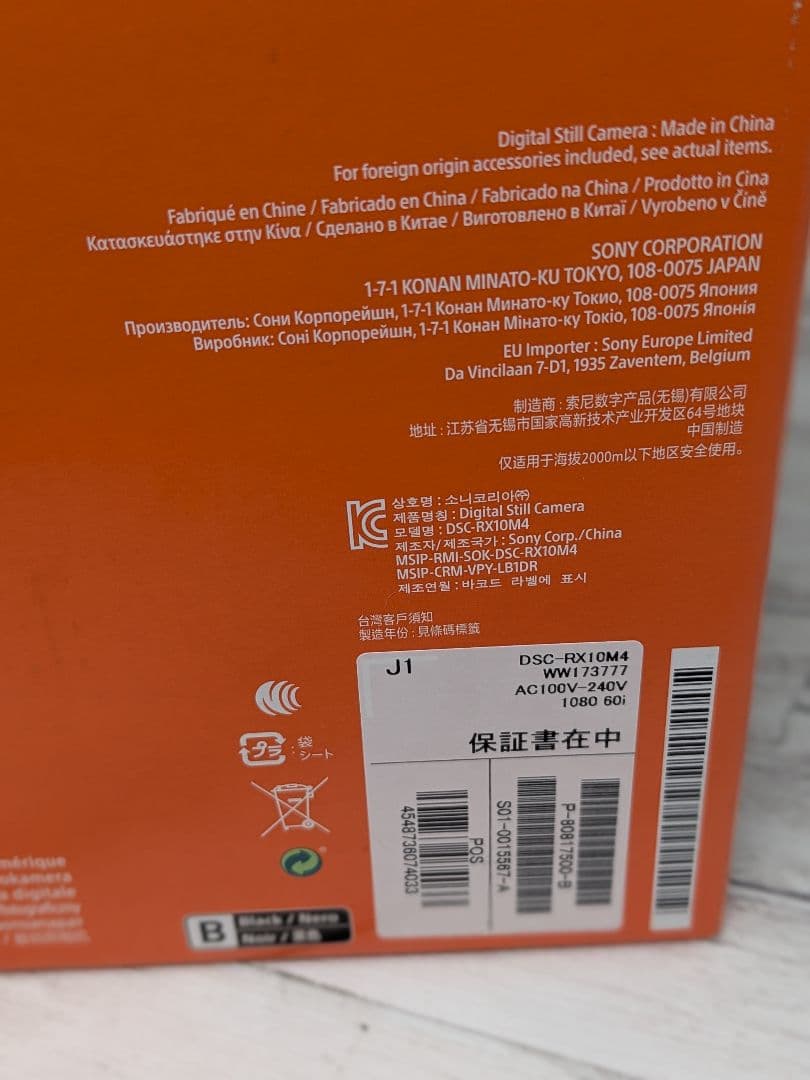 Digital Still Camera : Made in China
For foreign origin accessories included, see actual items.
Fabriqué en Chine / Fabricado en China / Fabricado na China / Prodotto in Cina
Κατασκευάστηκε στην Κίνα / Сделано в Китае / Виготовлено в Китаї / Vyrobeno v Číně
SONY CORPORATION
1-7-1 KONAN MINATO-KU TOKYO, 108-0075 JAPAN
Производитель: Сони Корпорейшн, 1-7-1 Конан Минато-ку Токио, 108-0075 Япония
Виробник: Соні Корпорейшн, 1-7-1 Конан Мінато-ку Токіо, 108-0075 Японія
EU Importer : Sony Europe Limited
Da Vincilaan 7-D1, 1935 Zaventem, Belgium
制造商 : 索尼数字产品(无锡)有限公司
地址 : 江苏省无锡市国家高新技术产业开发区64号地块
中国制造
仅适用于海拔2000m以下地区安全使用。
상호명 : 소니코리아㈜
제품명칭 : Digital Still Camera
모델명 : DSC-RX10M4
제조자/제조국가 : Sony Corp./China
MSIP-RMI-SOK-DSC-RX10M4
MSIP-CRM-VPY-LB1DR
제조연월 : 바코드 라벨에 표시
台灣客戶須知
製造年份 : 見條碼標籤
J1
DSC-RX10M4
WW173777
AC100V-240V
1080 60i
保証書在中
プラ : 袋
: シート
4548736074033
POS
S01-0015567-A
P-80817500-B
mérique
okamera
a digitale
B
Black / Nero
Noir / 黑色